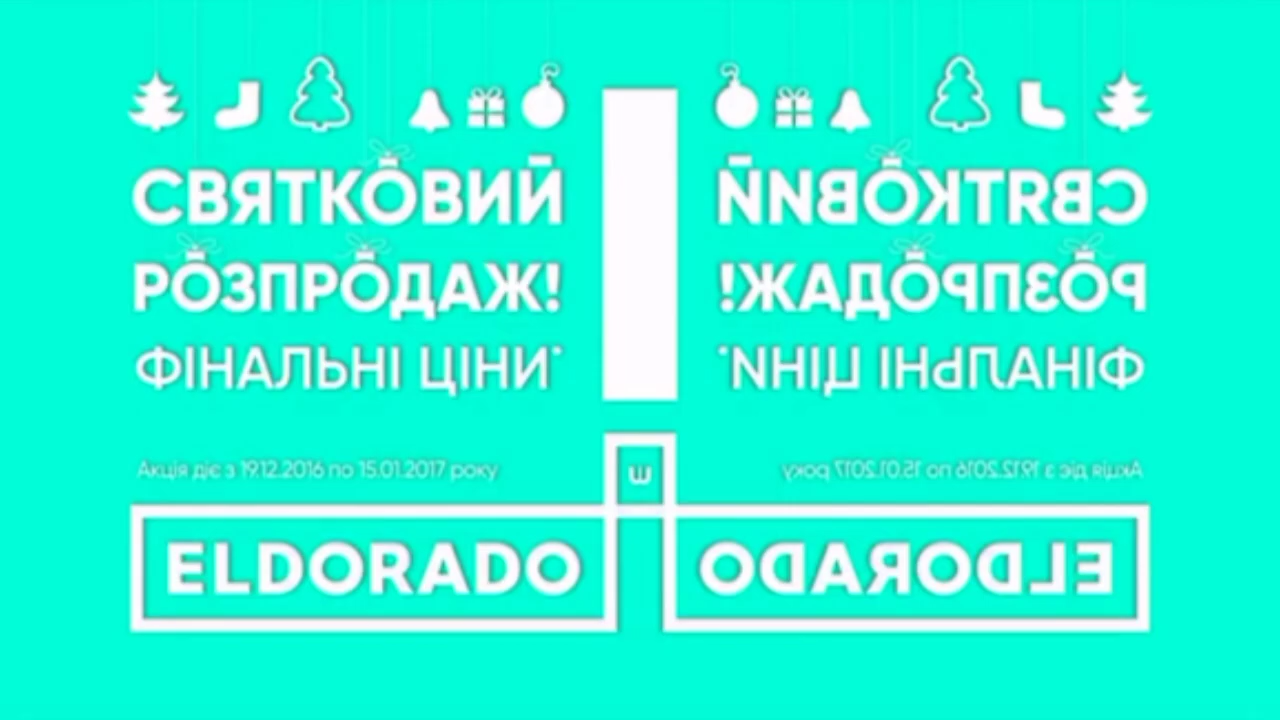 СВЯТКОВИЙ
РОЗПРОДАЖ!
ФІНАЛЬНІ ЦІНИ*
Акція діє з 19.12.2016 по 15.01.2017 року
ELDORADO
СВЯТКОВИЙ
РОЗПРОДАЖ!
ФІНАЛЬНІ ЦІНИ*
Акція діє з 19.12.2016 по 15.01.2017 року
ELDORADO